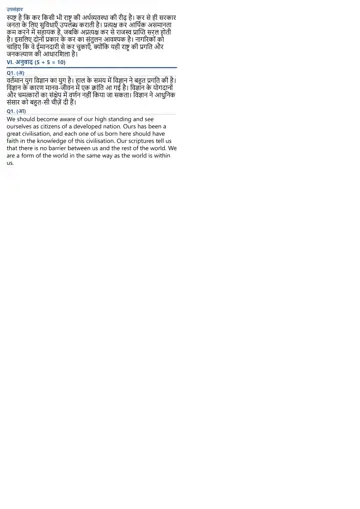 उपसंहार
स्पष्ट है कि कर किसी भी राष्ट्र की अर्थव्यवस्था की रीढ़ है। कर से ही सरकार
जनता के लिए सुविधाएँ उपलब्ध कराती है। प्रत्यक्ष कर आर्थिक असमानता
कम करने में सहायक है, जबकि अप्रत्यक्ष कर से राजस्व प्राप्ति सरल होती
है। इसलिए दोनों प्रकार के कर का संतुलन आवश्यक है। नागरिकों को
चाहिए कि वे ईमानदारी से कर चुकाएँ, क्योंकि यही राष्ट्र की प्रगति और
जनकल्याण की आधारशिला है।
VI. अनुवाद (5 + 5 = 10)
Q1. (अ)
वर्तमान युग विज्ञान का युग है। हाल के समय में विज्ञान ने बहुत प्रगति की है।
विज्ञान के कारण मानव-जीवन में एक क्रांति आ गई है। विज्ञान के योगदानों
और चमत्कारों का संक्षेप में वर्णन नहीं किया जा सकता। विज्ञान ने आधुनिक
संसार को बहुत-सी चीज़ें दी हैं।
Q1. (आ)
We should become aware of our high standing and see
ourselves as citizens of a developed nation. Ours has been a
great civilisation, and each one of us born here should have
faith in the knowledge of this civilisation. Our scriptures tell us
that there is no barrier between us and the rest of the world. We
are a form of the world in the same way as the world is within
us.